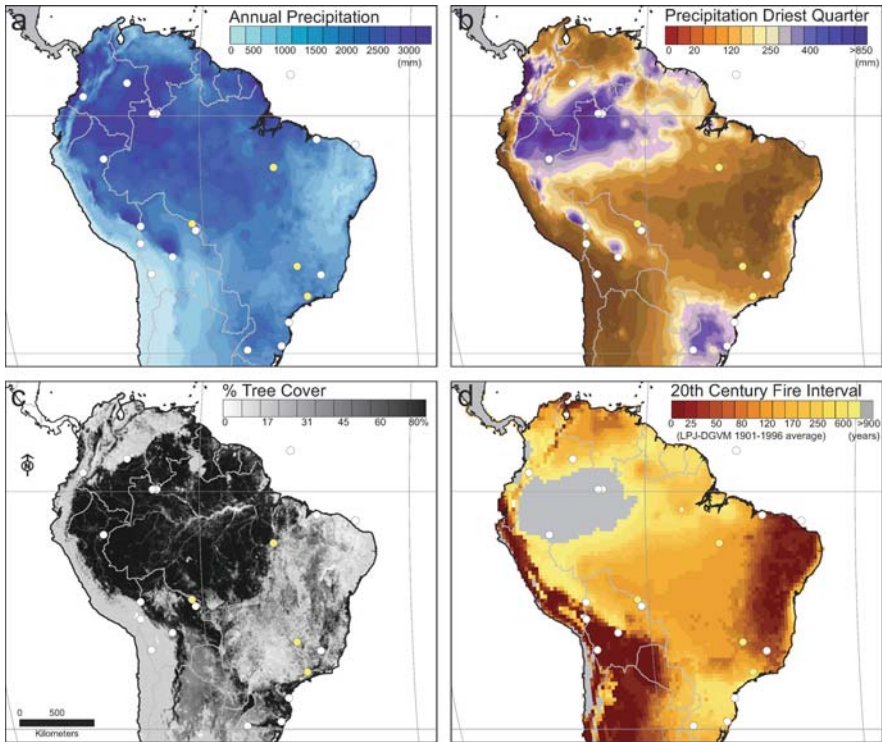 a
Annual Precipitation
0 500 1000 1500 2000 2500 3000
(mm)
b
Precipitation Driest Quarter
0 20 120 250 400 >850
(mm)
c
% Tree Cover
0 17 31 45 60 80%
N
0 500
Kilometers
d
20th Century Fire Interval
0 25 50 80 120 170 250 600 >900
(LPJ-DGVM 1901-1996 average) (years)